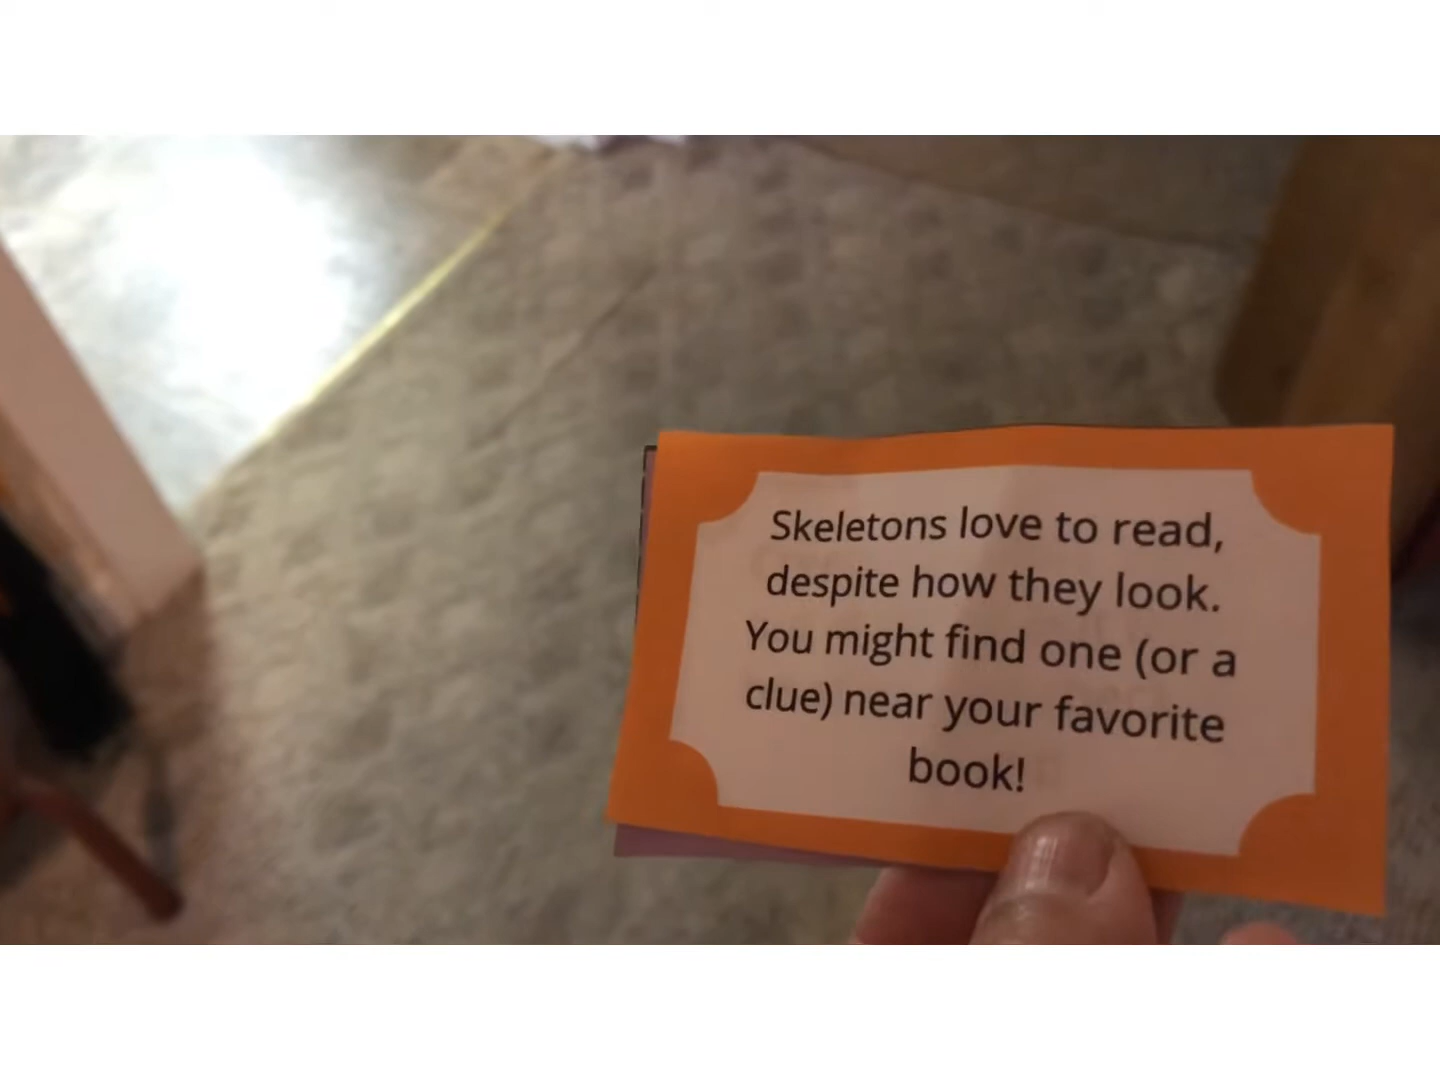 Skeletons love to read,
despite how they look.
You might find one (or a
clue) near your favorite
book!